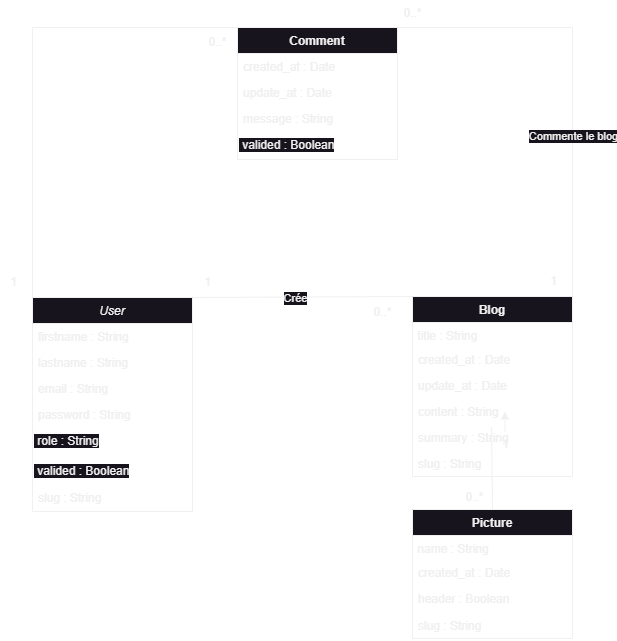 0..*
0..*
Comment
created_at : Date
update_at : Date
message : String
valided : Boolean
Commente le blog
1
1
1
Crée
0..*
User
firstname : String
lastname : String
email : String
password : String
role : String
valided : Boolean
slug : String
Blog
title : String
created_at : Date
update_at : Date
content : String
summary : String
slug : String
0..*
Picture
name : String
created_at : Date
header : Boolean
slug : String